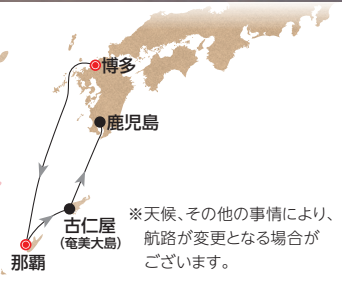 博多
鹿児島
古仁屋
(奄美大島)
那覇
※天候、その他の事情により、
航路が変更となる場合が
ございます。